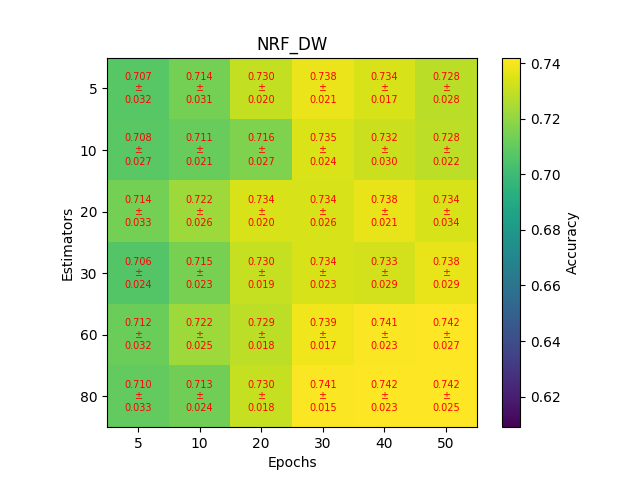 NRF_DW
5 0.707 0.714 0.730 0.738 0.734 0.728
± ± ± ± ± ±
0.032 0.031 0.020 0.021 0.017 0.028
10 0.708 0.711 0.716 0.735 0.732 0.728
± ± ± ± ± ±
0.027 0.021 0.027 0.024 0.030 0.022
20 0.714 0.722 0.734 0.734 0.738 0.734
± ± ± ± ± ±
0.033 0.026 0.020 0.026 0.021 0.034
30 0.706 0.715 0.730 0.734 0.733 0.738
± ± ± ± ± ±
0.024 0.023 0.019 0.023 0.029 0.029
60 0.712 0.722 0.729 0.739 0.741 0.742
± ± ± ± ± ±
0.032 0.025 0.018 0.017 0.023 0.027
80 0.710 0.713 0.730 0.741 0.742 0.742
± ± ± ± ± ±
0.033 0.024 0.018 0.015 0.023 0.025
5 10 20 30 40 50
Epochs
Estimators
0.74
0.72
0.70
0.68
0.66
0.64
0.62
Accuracy